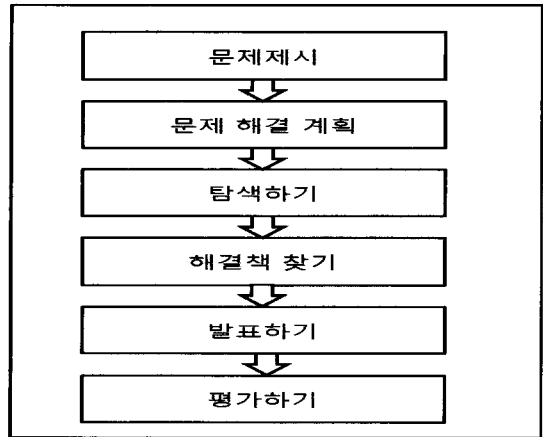 문제제시
문제 해결 계획
탐색하기
해결책 찾기
발표하기
평가하기